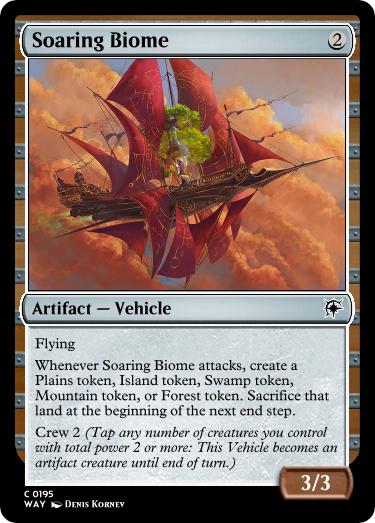 Soaring Biome 2
Artifact — Vehicle
Flying
Whenever Soaring Biome attacks, create a
Plains token, Island token, Swamp token,
Mountain token, or Forest token. Sacrifice that
land at the beginning of the next end step.
Crew 2 (Tap any number of creatures you control
with total power 2 or more: This Vehicle becomes an
artifact creature until end of turn.)
3/3
C 0195
WAY Denis Kornev